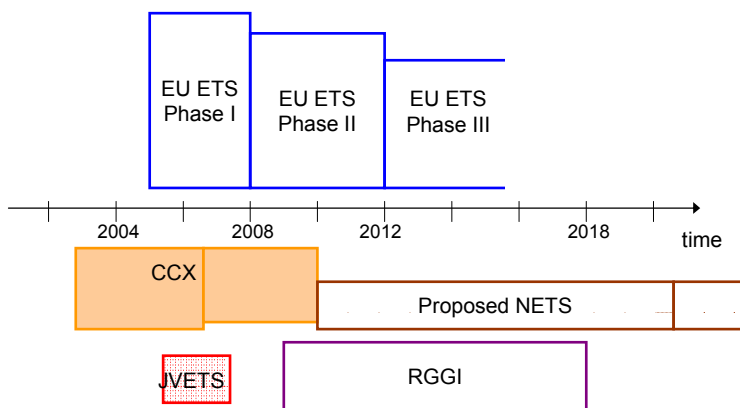 EU ETS
Phase I
EU ETS
Phase II
EU ETS
Phase III
2004
2008
2012
2018
time
CCX
Proposed NETS
JVETS
RGGI